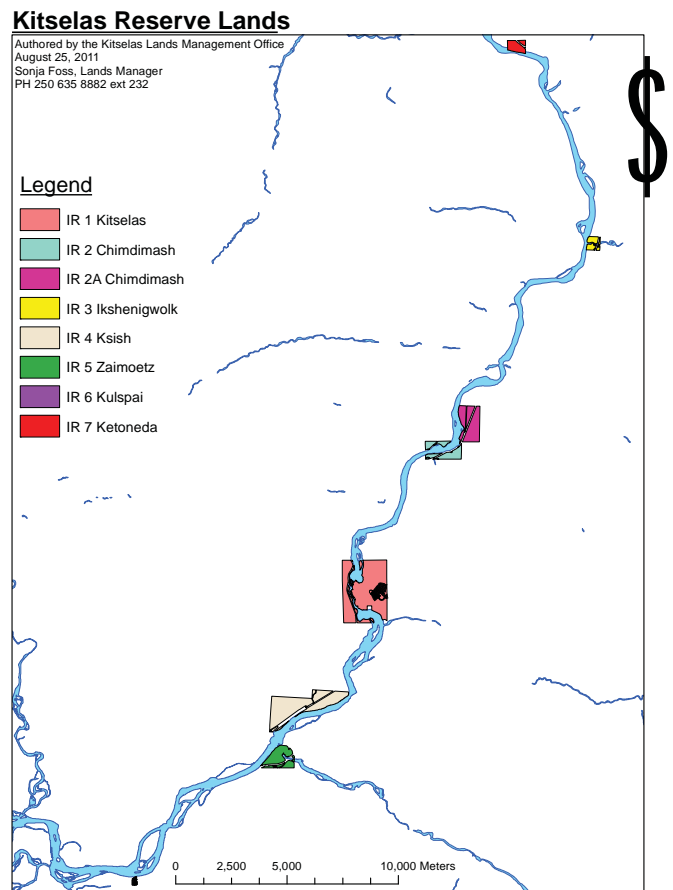 Kitselas Reserve Lands
Authored by the Kitselas Lands Management Office
August 25, 2011
Sonja Foss, Lands Manager
PH 250 635 8882 ext 232
$
Legend
IR 1 Kitselas
IR 2 Chimdimash
IR 2A Chimdimash
IR 3 Ikshenigwolk
IR 4 Ksish
IR 5 Zaimoetz
IR 6 Kulspai
IR 7 Ketoneda
0 2,500 5,000 10,000 Meters